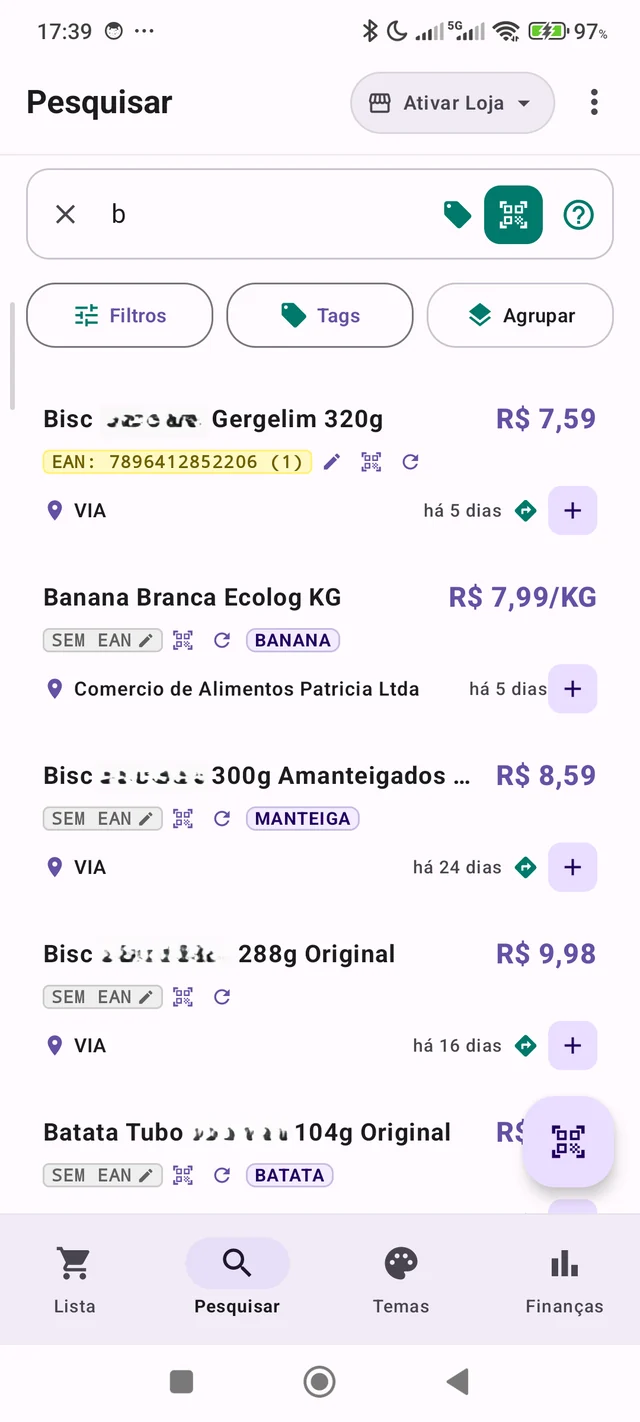 17:39 ... 5G 97%
Pesquisar
Ativar Loja
b
Filtros
Tags
Agrupar
Bisc Gergelim 320g R$ 7,59
EAN: 7896412852206 (1)
VIA há 5 dias
Banana Branca Ecolog KG R$ 7,99/KG
SEM EAN BANANA
Comercio de Alimentos Patricia Ltda há 5 dias
Bisc 300g Amanteigados ... R$ 8,59
SEM EAN MANTEIGA
VIA há 24 dias
Bisc 288g Original R$ 9,98
SEM EAN
VIA há 16 dias
Batata Tubo 104g Original R$
SEM EAN BATATA
Lista
Pesquisar
Temas
Finanças